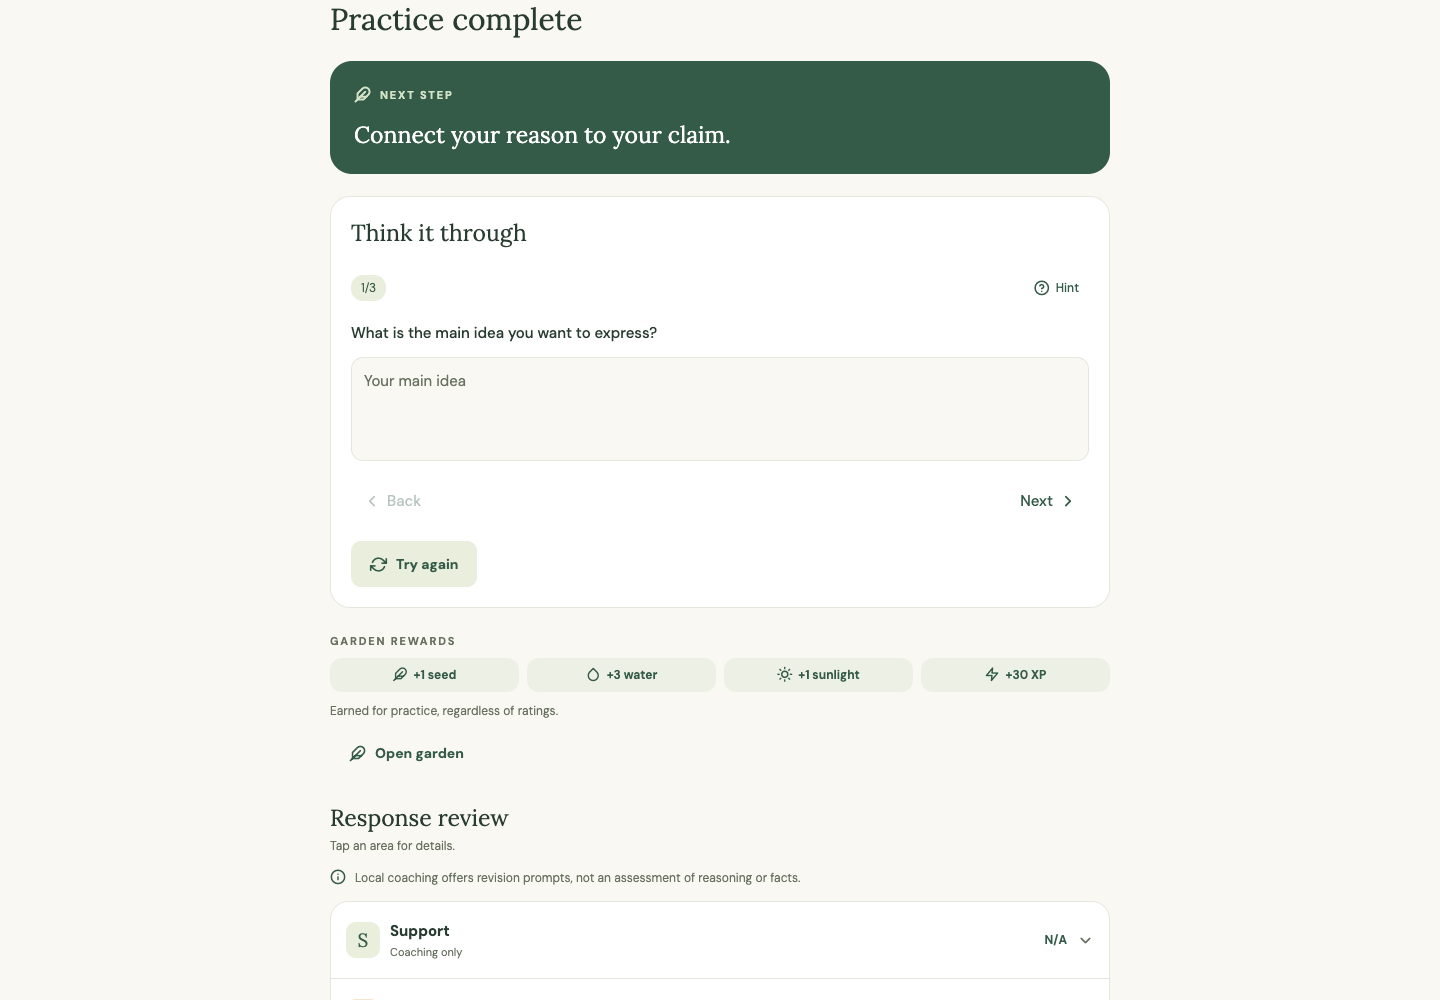 Practice complete
NEXT STEP
Connect your reason to your claim.
Think it through
1/3
Hint
What is the main idea you want to express?
Your main idea
Back
Next
Try again
GARDEN REWARDS
+1 seed
+3 water
+1 sunlight
+30 XP
Earned for practice, regardless of ratings.
Open garden
Response review
Tap an area for details.
Local coaching offers revision prompts, not an assessment of reasoning or facts.
S
Support
N/A
Coaching only